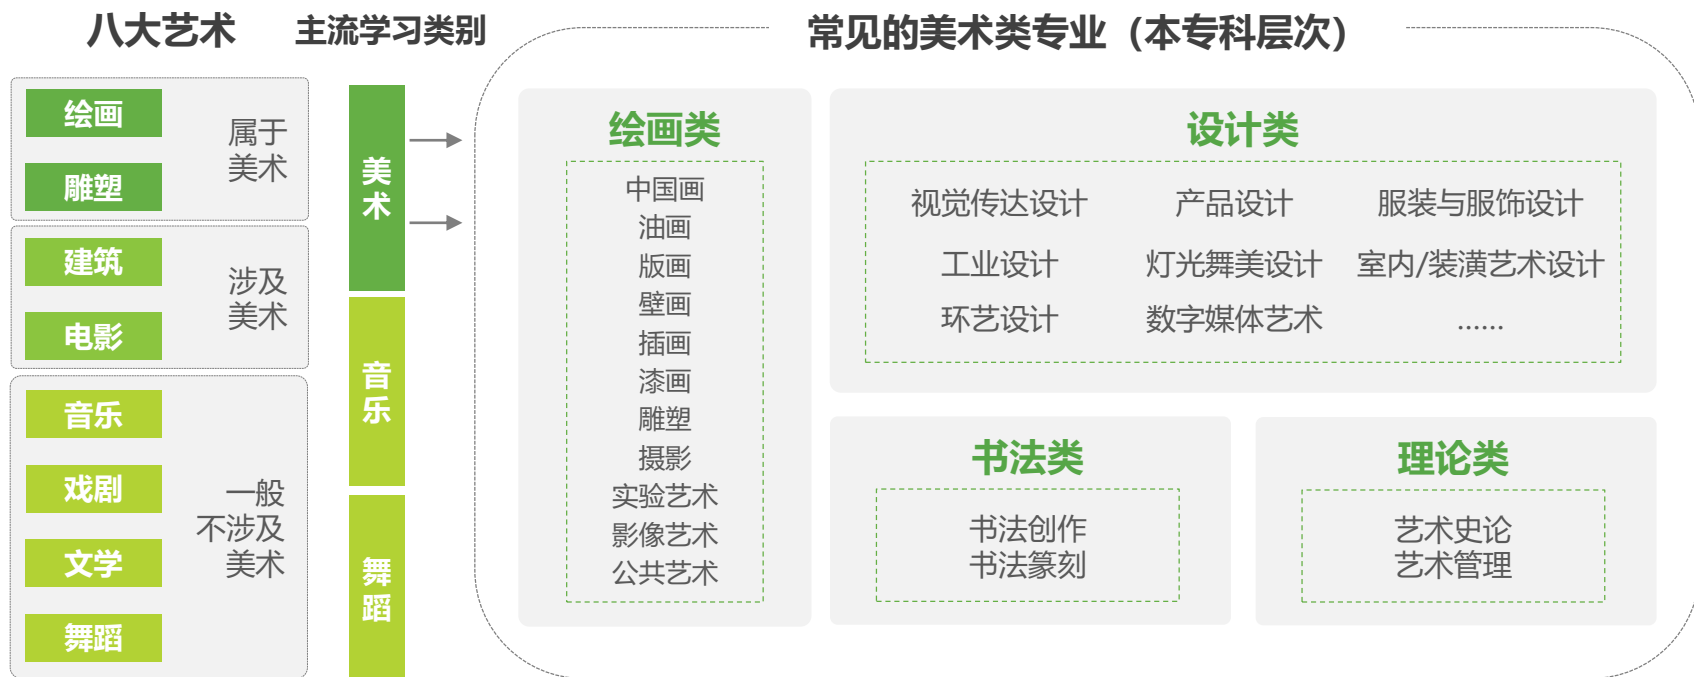 八大艺术
主流学习类别
常见的美术类专业（本专科层次）
绘画
雕塑
属于
美术
建筑
电影
涉及
美术
音乐
戏剧
文学
舞蹈
一般
不涉及
美术
美术
音乐
舞蹈
绘画类
中国画
油画
版画
壁画
插画
漆画
雕塑
摄影
实验艺术
影像艺术
公共艺术
设计类
视觉传达设计 产品设计 服装与服饰设计
工业设计 灯光舞美设计 室内/装潢艺术设计
环艺设计 数字媒体艺术 ......
书法类
书法创作
书法篆刻
理论类
艺术史论
艺术管理